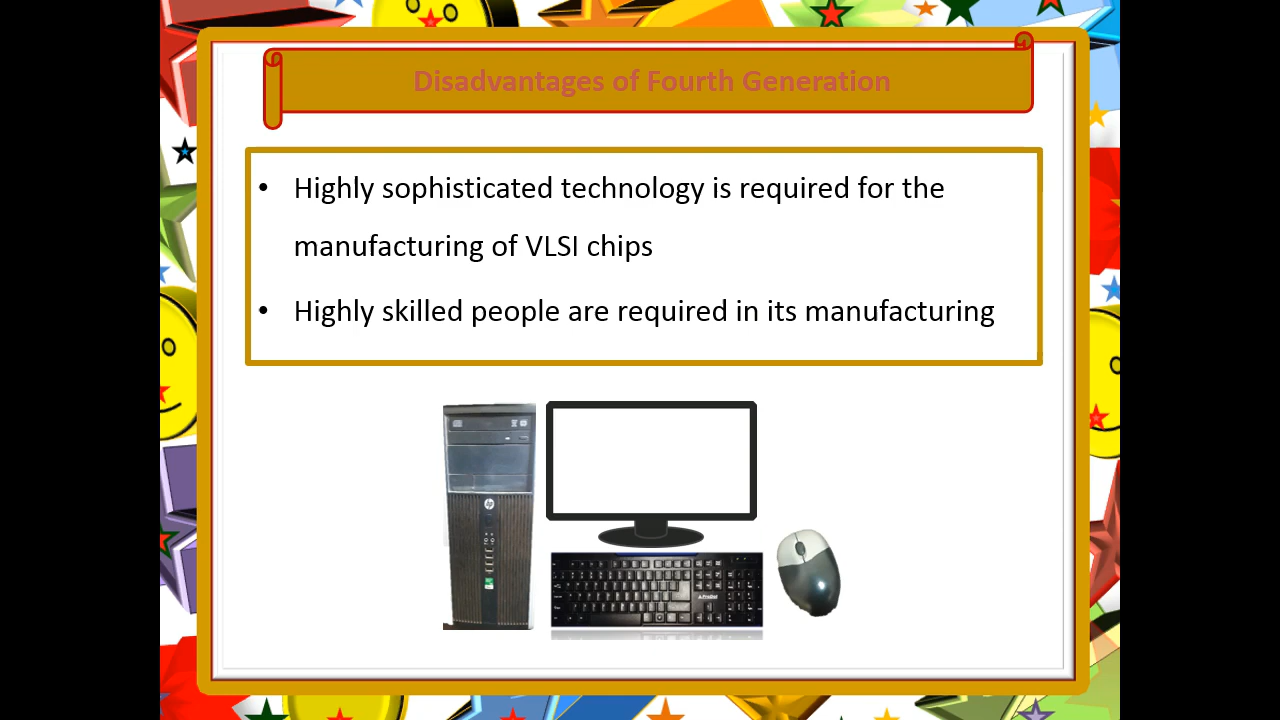 Disadvantages of Fourth Generation
• Highly sophisticated technology is required for the
manufacturing of VLSI chips
• Highly skilled people are required in its manufacturing
hp